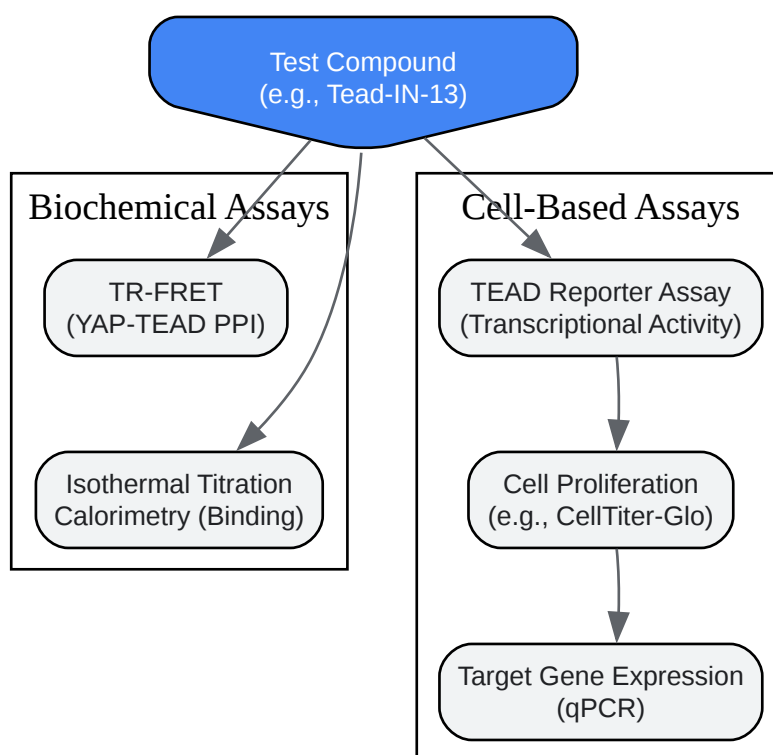 Test Compound
(e.g., Tead-IN-13)
Biochemical Assays
TR-FRET
(YAP-TEAD PPI)
Isothermal Titration
Calorimetry (Binding)
Cell-Based Assays
TEAD Reporter Assay
(Transcriptional Activity)
Cell Proliferation
(e.g., CellTiter-Glo)
Target Gene Expression
(qPCR)